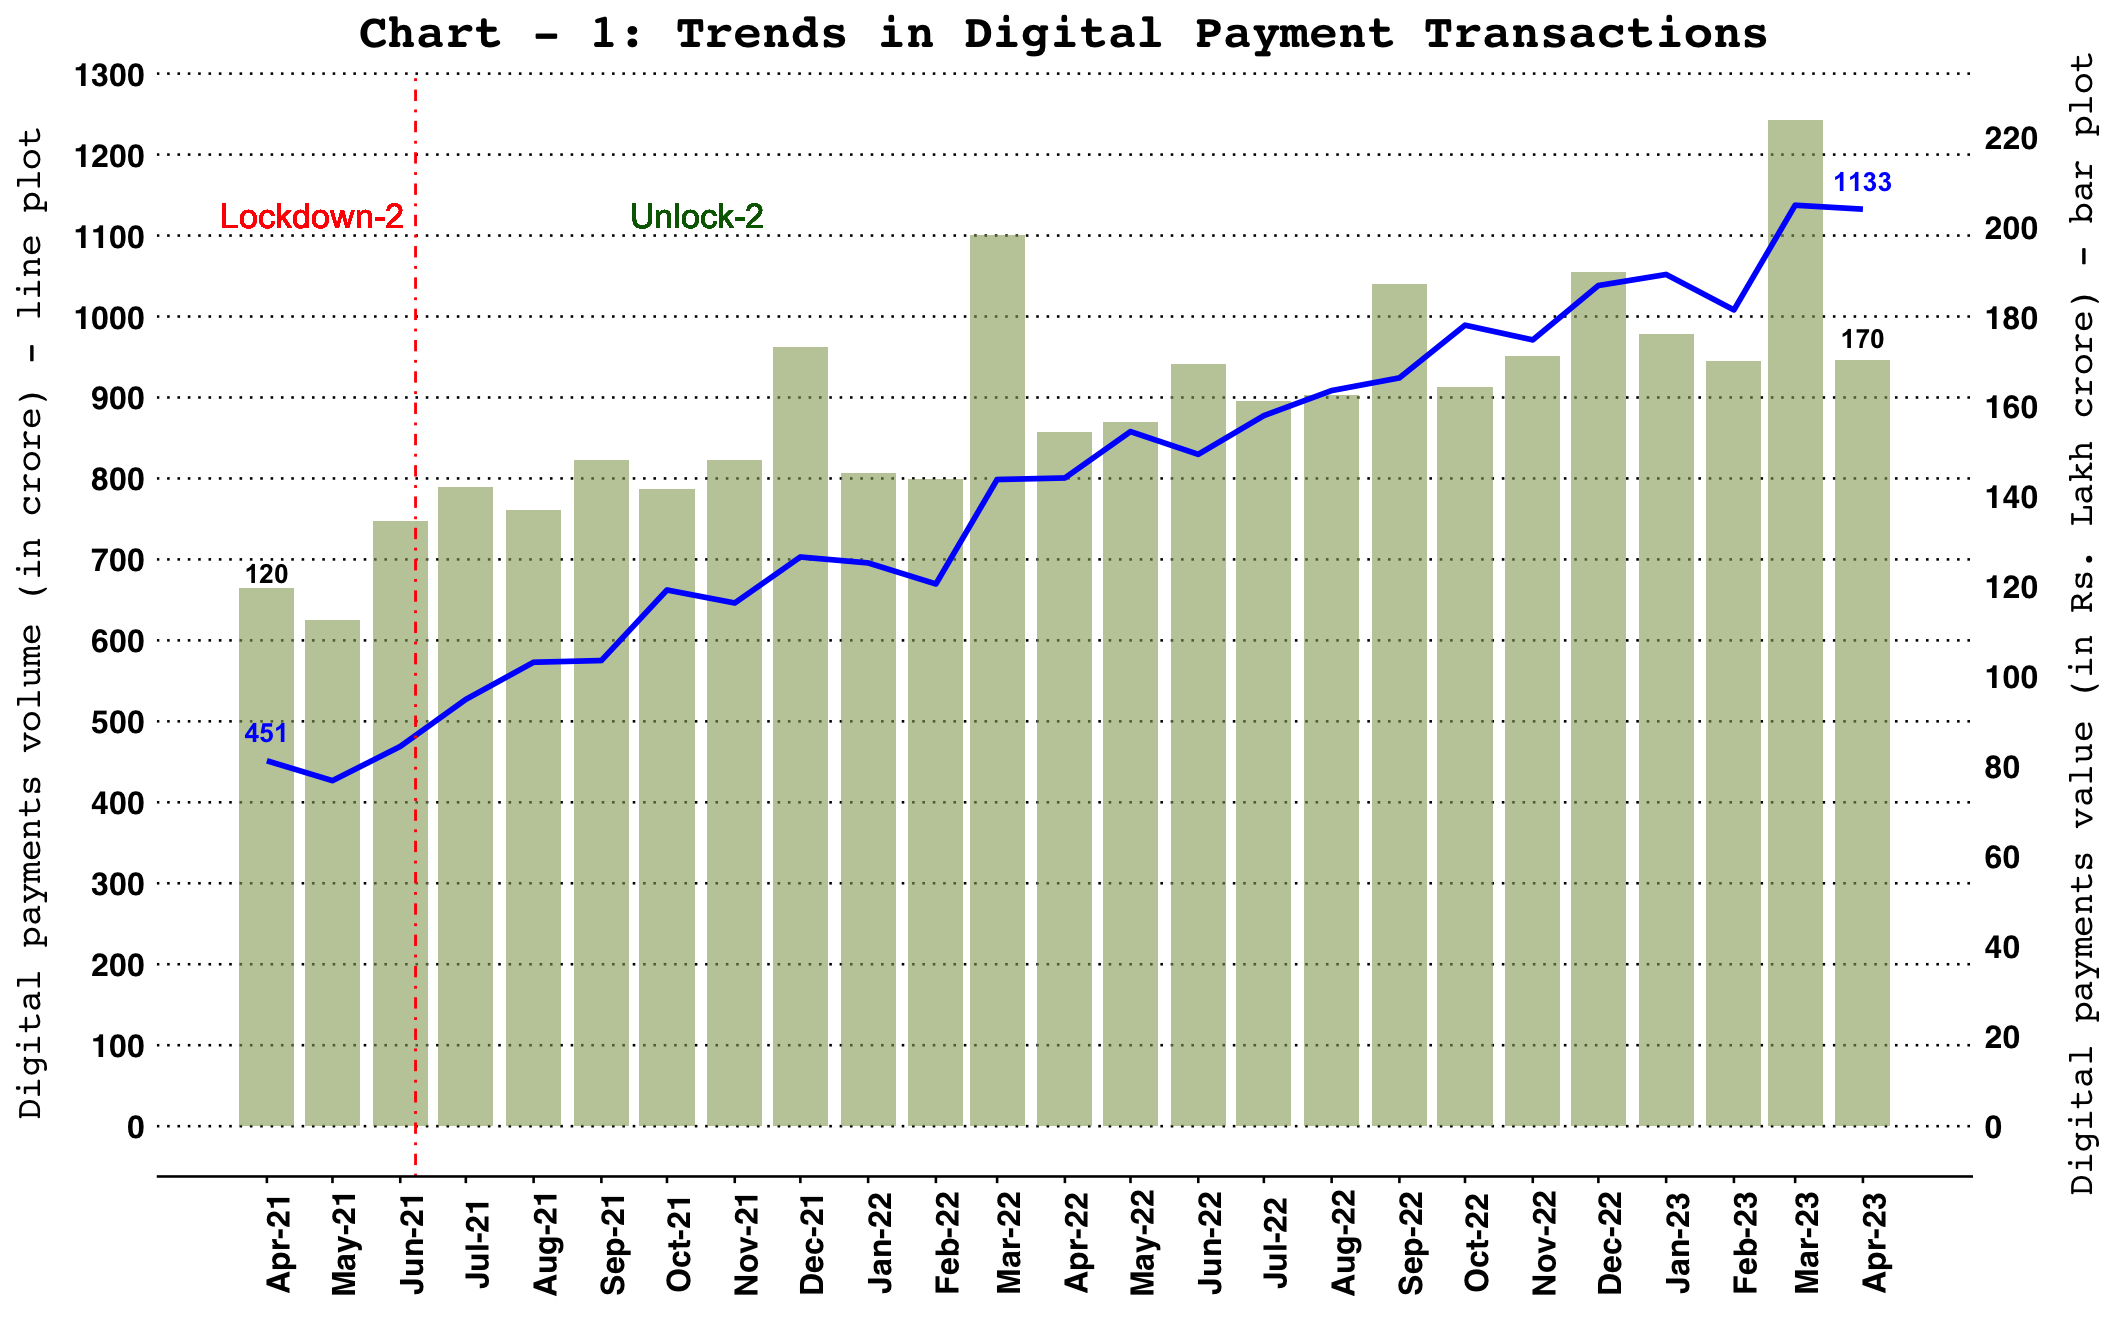 Chart - 1: Trends in Digital Payment Transactions
Digital payments volume (in crore) - line plot
1300
1200
1100
1000
900
800
700
600
500
400
300
200
100
0
Lockdown-2
Unlock-2
120
451
1133
170
220
200
180
160
140
120
100
80
60
40
20
0
Digital payments value (in Rs. Lakh crore) - bar plot
Apr-21
May-21
Jun-21
Jul-21
Aug-21
Sep-21
Oct-21
Nov-21
Dec-21
Jan-22
Feb-22
Mar-22
Apr-22
May-22
Jun-22
Jul-22
Aug-22
Sep-22
Oct-22
Nov-22
Dec-22
Jan-23
Feb-23
Mar-23
Apr-23